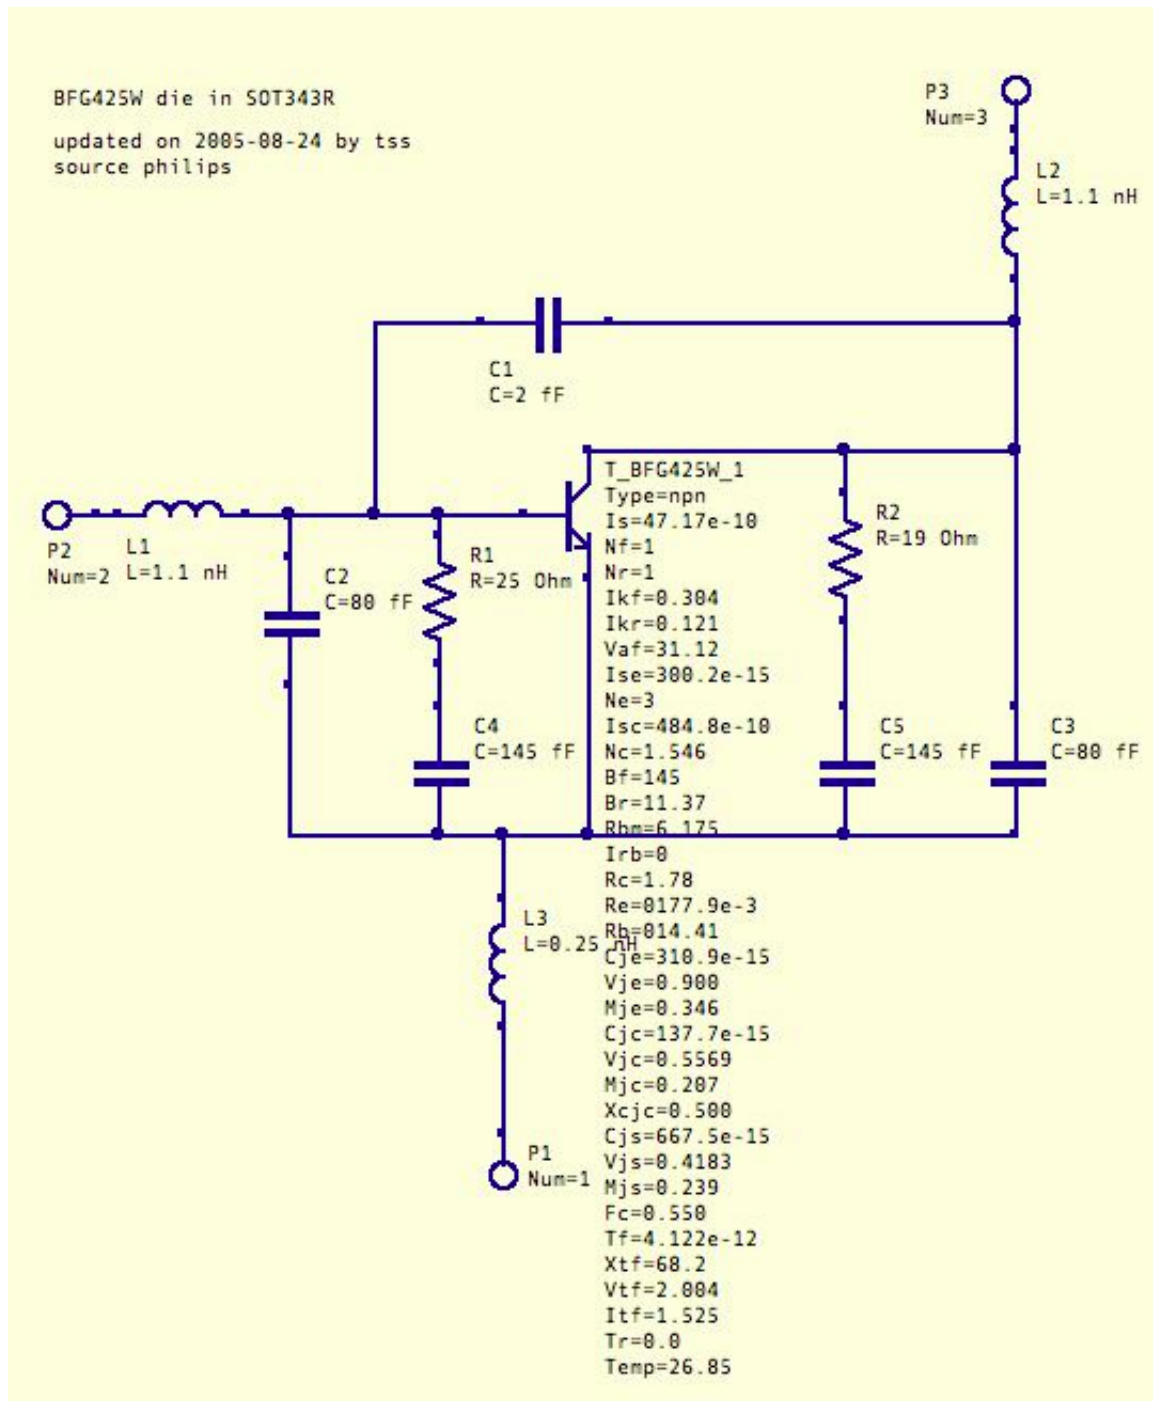 BFG425W die in SOT343R
updated on 2005-08-24 by tss
source philips
P3
Num=3
L2
L=1.1 nH
C1
C=2 fF
P2
Num=2
L1
L=1.1 nH
C2
C=80 fF
R1
R=25 Ohm
C4
C=145 fF
T_BFG425W_1
Type=npn
Is=47.17e-18
Nf=1
Nr=1
Ikf=0.304
Ikr=0.121
Vaf=31.12
Ise=300.2e-15
Ne=3
Isc=484.8e-18
Nc=1.546
Bf=145
Br=11.37
Rbm=6.175
Irb=0
Rc=1.78
Re=0177.9e-3
Rb=014.41
Cje=310.9e-15
Vje=0.900
Mje=0.346
Cjc=137.7e-15
Vjc=0.5569
Mjc=0.207
Xcjc=0.500
Cjs=667.5e-15
Vjs=0.4183
Mjs=0.239
Fc=0.550
Tf=4.122e-12
Xtf=68.2
Vtf=2.004
Itf=1.525
Tr=0.0
Temp=26.85
R2
R=19 Ohm
C5
C=145 fF
C3
C=80 fF
L3
L=0.25 nH
P1
Num=1